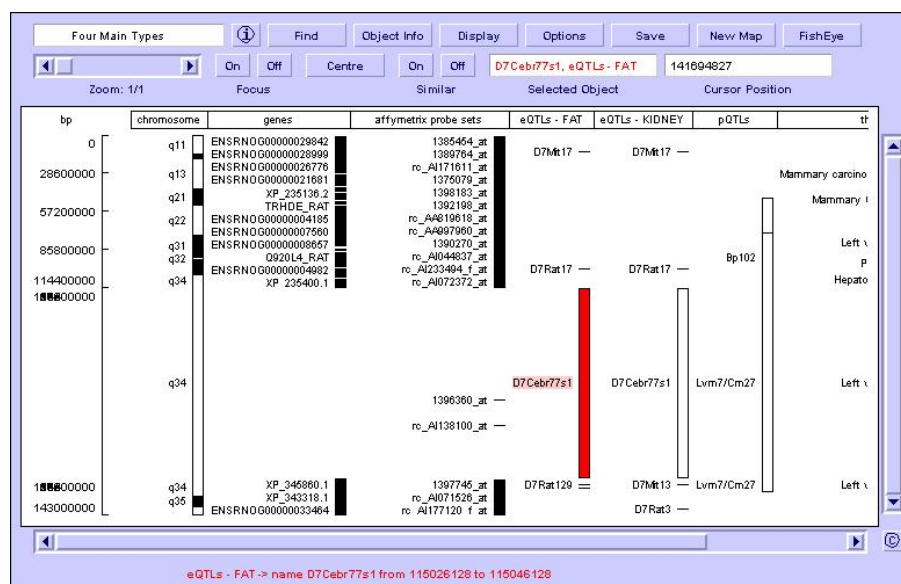 Four Main Types ⓘ Find Object Info Display Options Save New Map FishEye
On Off Centre On Off D7Cebr77s1, eQTLs - FAT 141694827
Zoom: 1/1 Focus Similar Selected Object Cursor Position
bp chromosome genes affymetrix probe sets eQTLs - FAT eQTLs - KIDNEY pQTLs th
0 q11 ENSRNOG00000029842 1385454_at
ENSRNOG00000028999 1389764_at D7Mit17 D7Mit17
28600000 q13 ENSRNOG00000026776 rc_AI171611_at Mammary carcino
ENSRNOG00000021681 1375079_at
q21 XP_235136.2 1398183_at Mammary t
57200000 TRHDE_RAT 1392198_at
q22 ENSRNOG00000004185 rc_AA819618_at
ENSRNOG00000007560 rc_AA997960_at
85800000 q31 ENSRNOG00000008657 1390270_at Left v
q32 Q920L4_RAT rc_AI044837_at Bp102 P
ENSRNOG00000004982 rc_AI233494_f_at D7Rat17 D7Rat17
114400000 q34 XP_235400.1 rc_AI072372_at Hepato
q34 D7Cebr77s1 D7Cebr77s1 Lvm7/Cm27 Left v
1396360_at
rc_AI138100_at
q34 XP_345860.1 1397745_at D7Rat129 D7Mit13 Lvm7/Cm27 Left v
q35 XP_343318.1 rc_AI071526_at
143000000 ENSRNOG00000033464 rc_AI177120_f_at D7Rat3
©
eQTLs - FAT -> name D7Cebr77s1 from 115026128 to 115046128